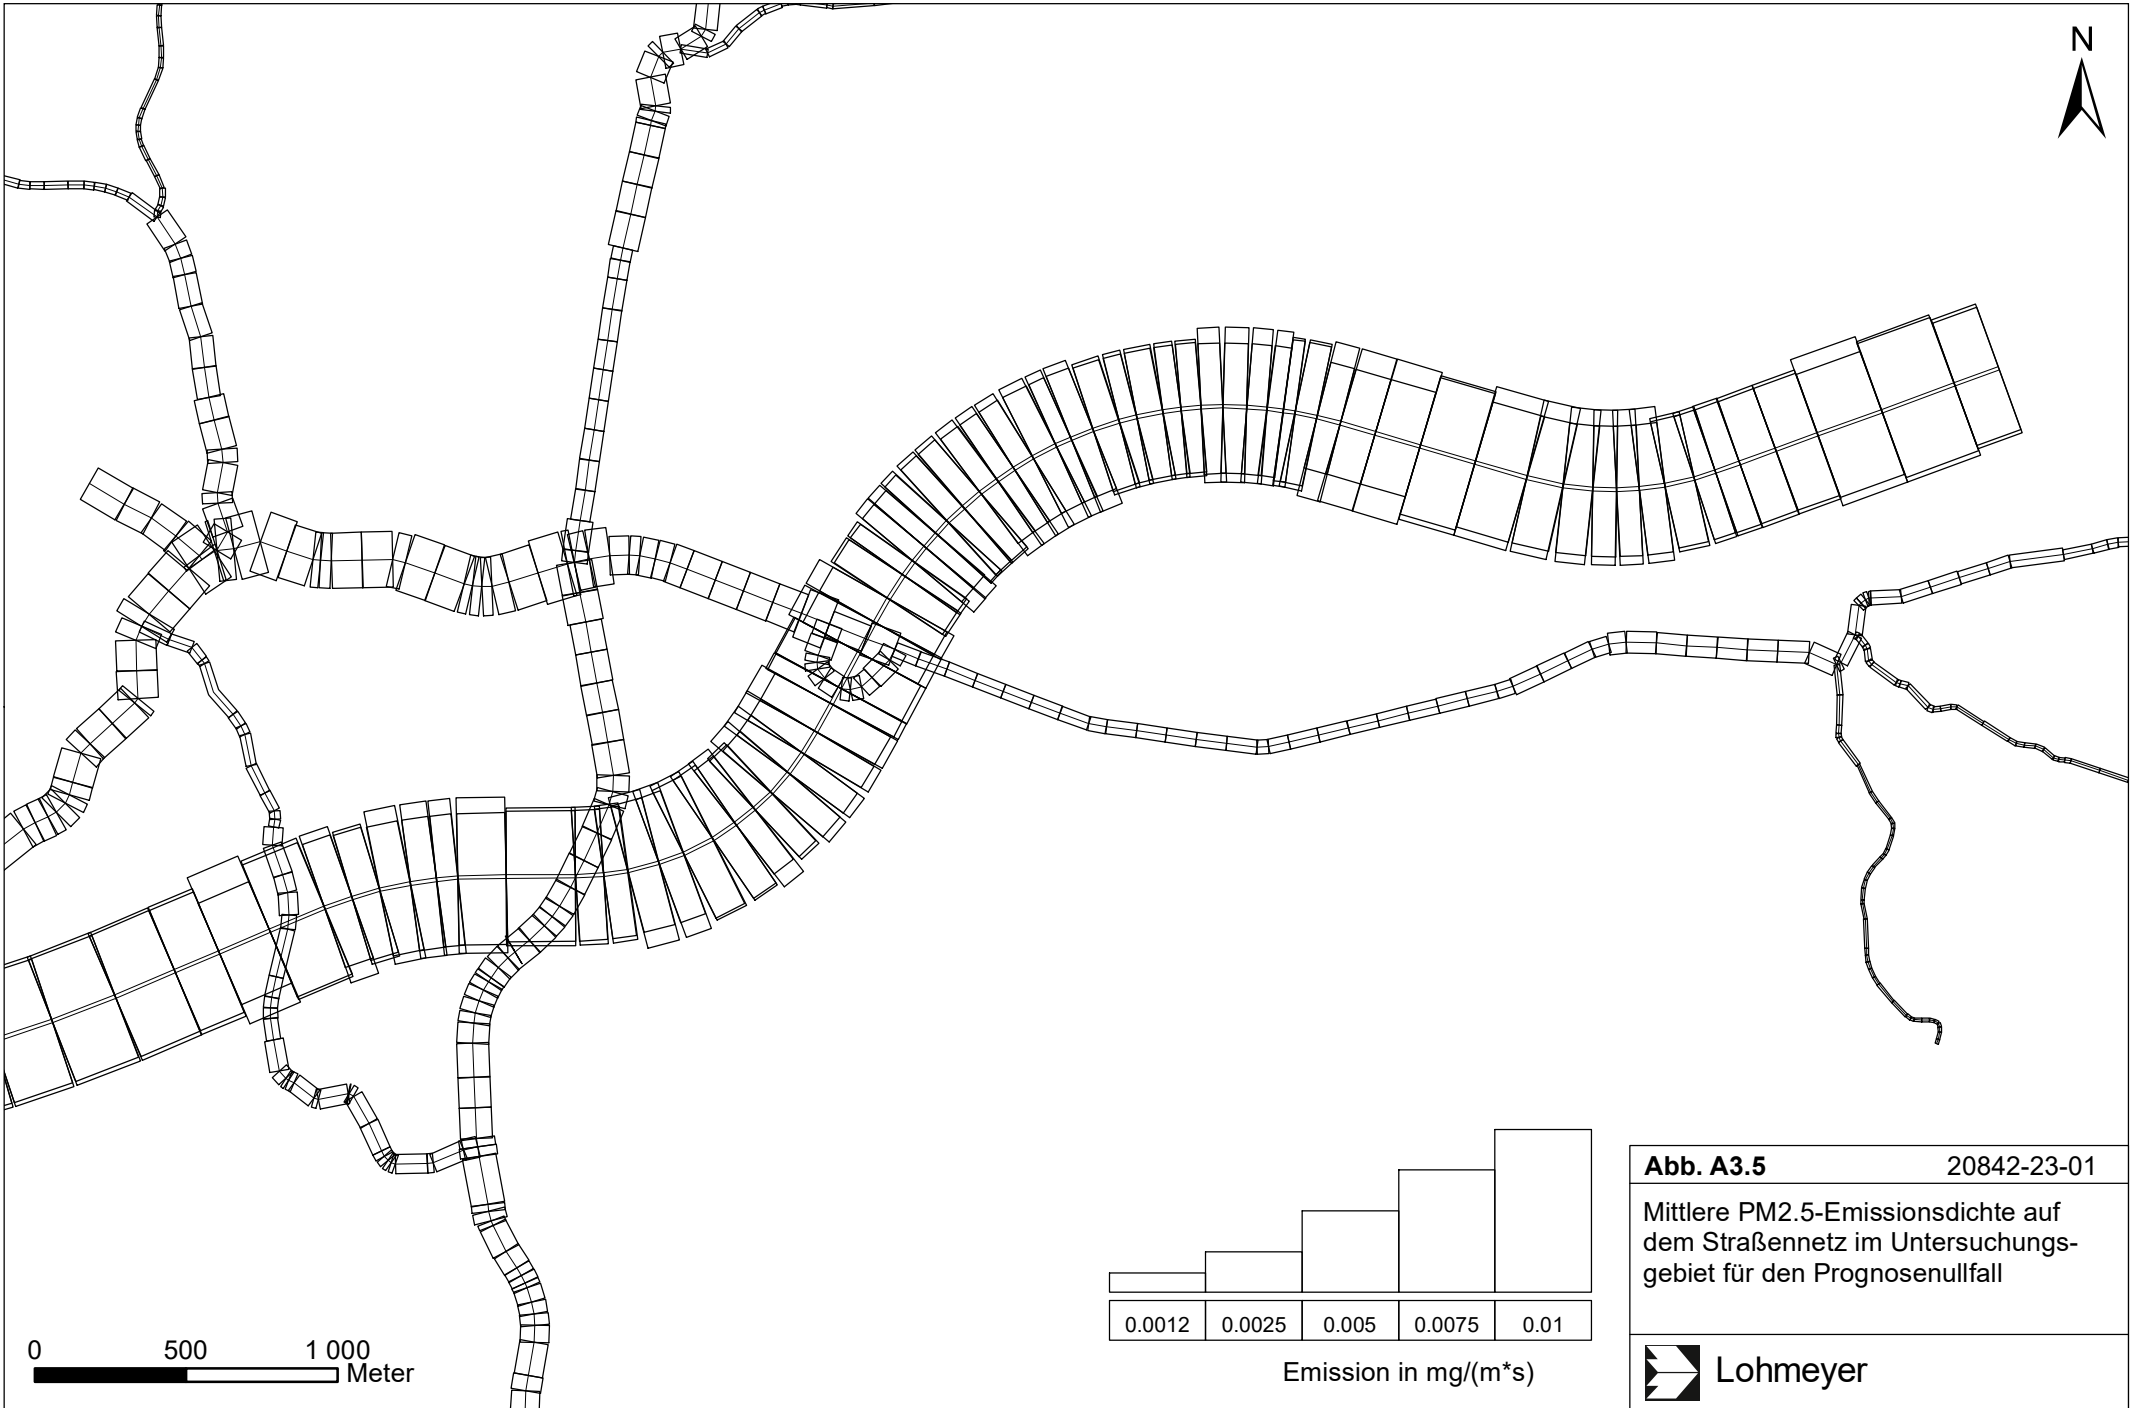 N
0 500 1 000
Meter
0.0012 0.0025 0.005 0.0075 0.01
Emission in mg/(m*s)
Abb. A3.5 20842-23-01
Mittlere PM2.5-Emissionsdichte auf
dem Straßennetz im Untersuchungs-
gebiet für den Prognosenullfall
Lohmeyer